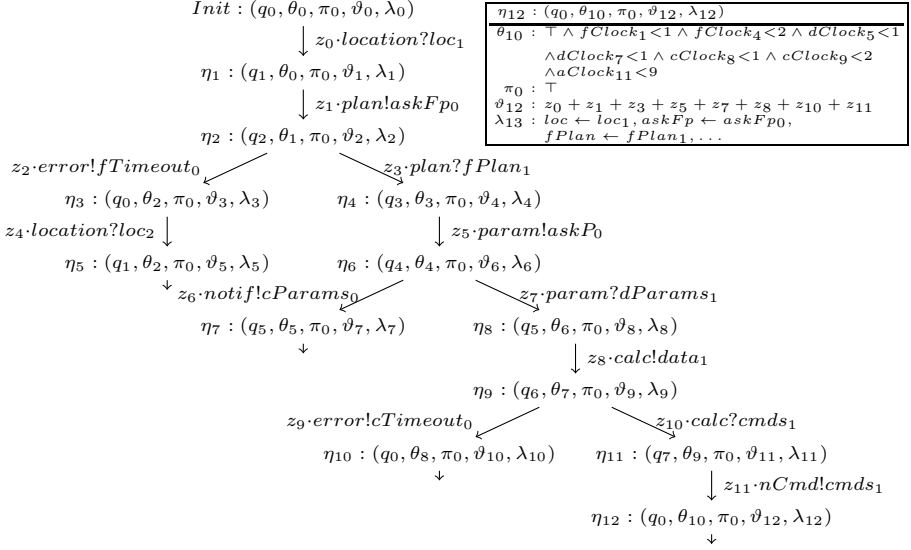 Init : (q₀, θ₀, π₀, ϑ₀, λ₀)
z₀·location?loc₁
η₁ : (q₁, θ₀, π₀, ϑ₁, λ₁)
z₁·plan!askFp₀
η₂ : (q₂, θ₁, π₀, ϑ₂, λ₂)
z₂·error!fTimeout₀ z₃·plan?fPlan₁
η₃ : (q₀, θ₂, π₀, ϑ₃, λ₃) η₄ : (q₃, θ₃, π₀, ϑ₄, λ₄)
z₄·location?loc₂ z₅·param!askP₀
η₅ : (q₁, θ₂, π₀, ϑ₅, λ₅) η₆ : (q₄, θ₄, π₀, ϑ₆, λ₆)
z₆·notif!cParams₀ z₇·param?dParams₁
η₇ : (q₅, θ₅, π₀, ϑ₇, λ₇) η₈ : (q₅, θ₆, π₀, ϑ₈, λ₈)
z₈·calc!data₁
η₉ : (q₆, θ₇, π₀, ϑ₉, λ₉)
z₉·error!cTimeout₀ z₁₀·calc?cmds₁
η₁₀ : (q₀, θ₈, π₀, ϑ₁₀, λ₁₀) η₁₁ : (q₇, θ₉, π₀, ϑ₁₁, λ₁₁)
z₁₁·nCmd!cmds₁
η₁₂ : (q₀, θ₁₀, π₀, ϑ₁₂, λ₁₂)
η₁₂ : (q₀, θ₁₀, π₀, ϑ₁₂, λ₁₂)
θ₁₀ : ⊤ ∧ fClock₁<1 ∧ fClock₄<2 ∧ dClock₅<1
∧dClock₇<1 ∧ cClock₈<1 ∧ cClock₉<2
∧aClock₁₁<9
π₀ : ⊤
ϑ₁₂ : z₀ + z₁ + z₃ + z₅ + z₇ + z₈ + z₁₀ + z₁₁
λ₁₃ : loc ← loc₁, askFp ← askFp₀,
fPlan ← fPlan₁, . . .